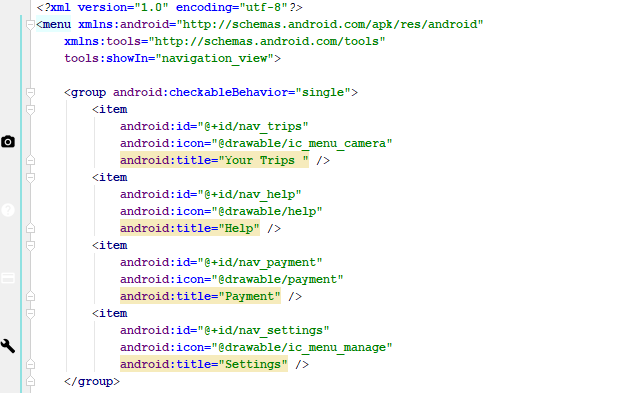 <?xml version="1.0" encoding="utf-8"?>
<menu xmlns:android="http://schemas.android.com/apk/res/android"
    xmlns:tools="http://schemas.android.com/tools"
    tools:showIn="navigation_view">

    <group android:checkableBehavior="single">
        <item
            android:id="@+id/nav_trips"
            android:icon="@drawable/ic_menu_camera"
            android:title="Your Trips " />
        <item
            android:id="@+id/nav_help"
            android:icon="@drawable/help"
            android:title="Help" />
        <item
            android:id="@+id/nav_payment"
            android:icon="@drawable/payment"
            android:title="Payment" />
        <item
            android:id="@+id/nav_settings"
            android:icon="@drawable/ic_menu_manage"
            android:title="Settings" />
    </group>